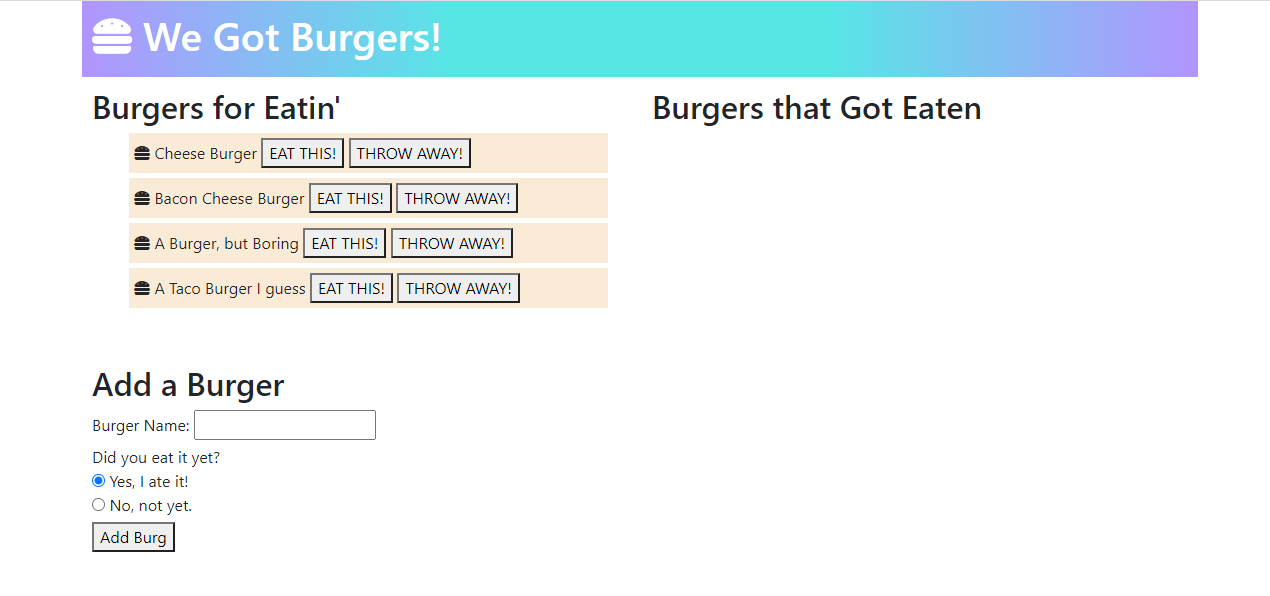 We Got Burgers!
Burgers for Eatin'
Cheese Burger EAT THIS! THROW AWAY!
Bacon Cheese Burger EAT THIS! THROW AWAY!
A Burger, but Boring EAT THIS! THROW AWAY!
A Taco Burger I guess EAT THIS! THROW AWAY!
Burgers that Got Eaten
Add a Burger
Burger Name:
Did you eat it yet?
Yes, I ate it!
No, not yet.
Add Burg